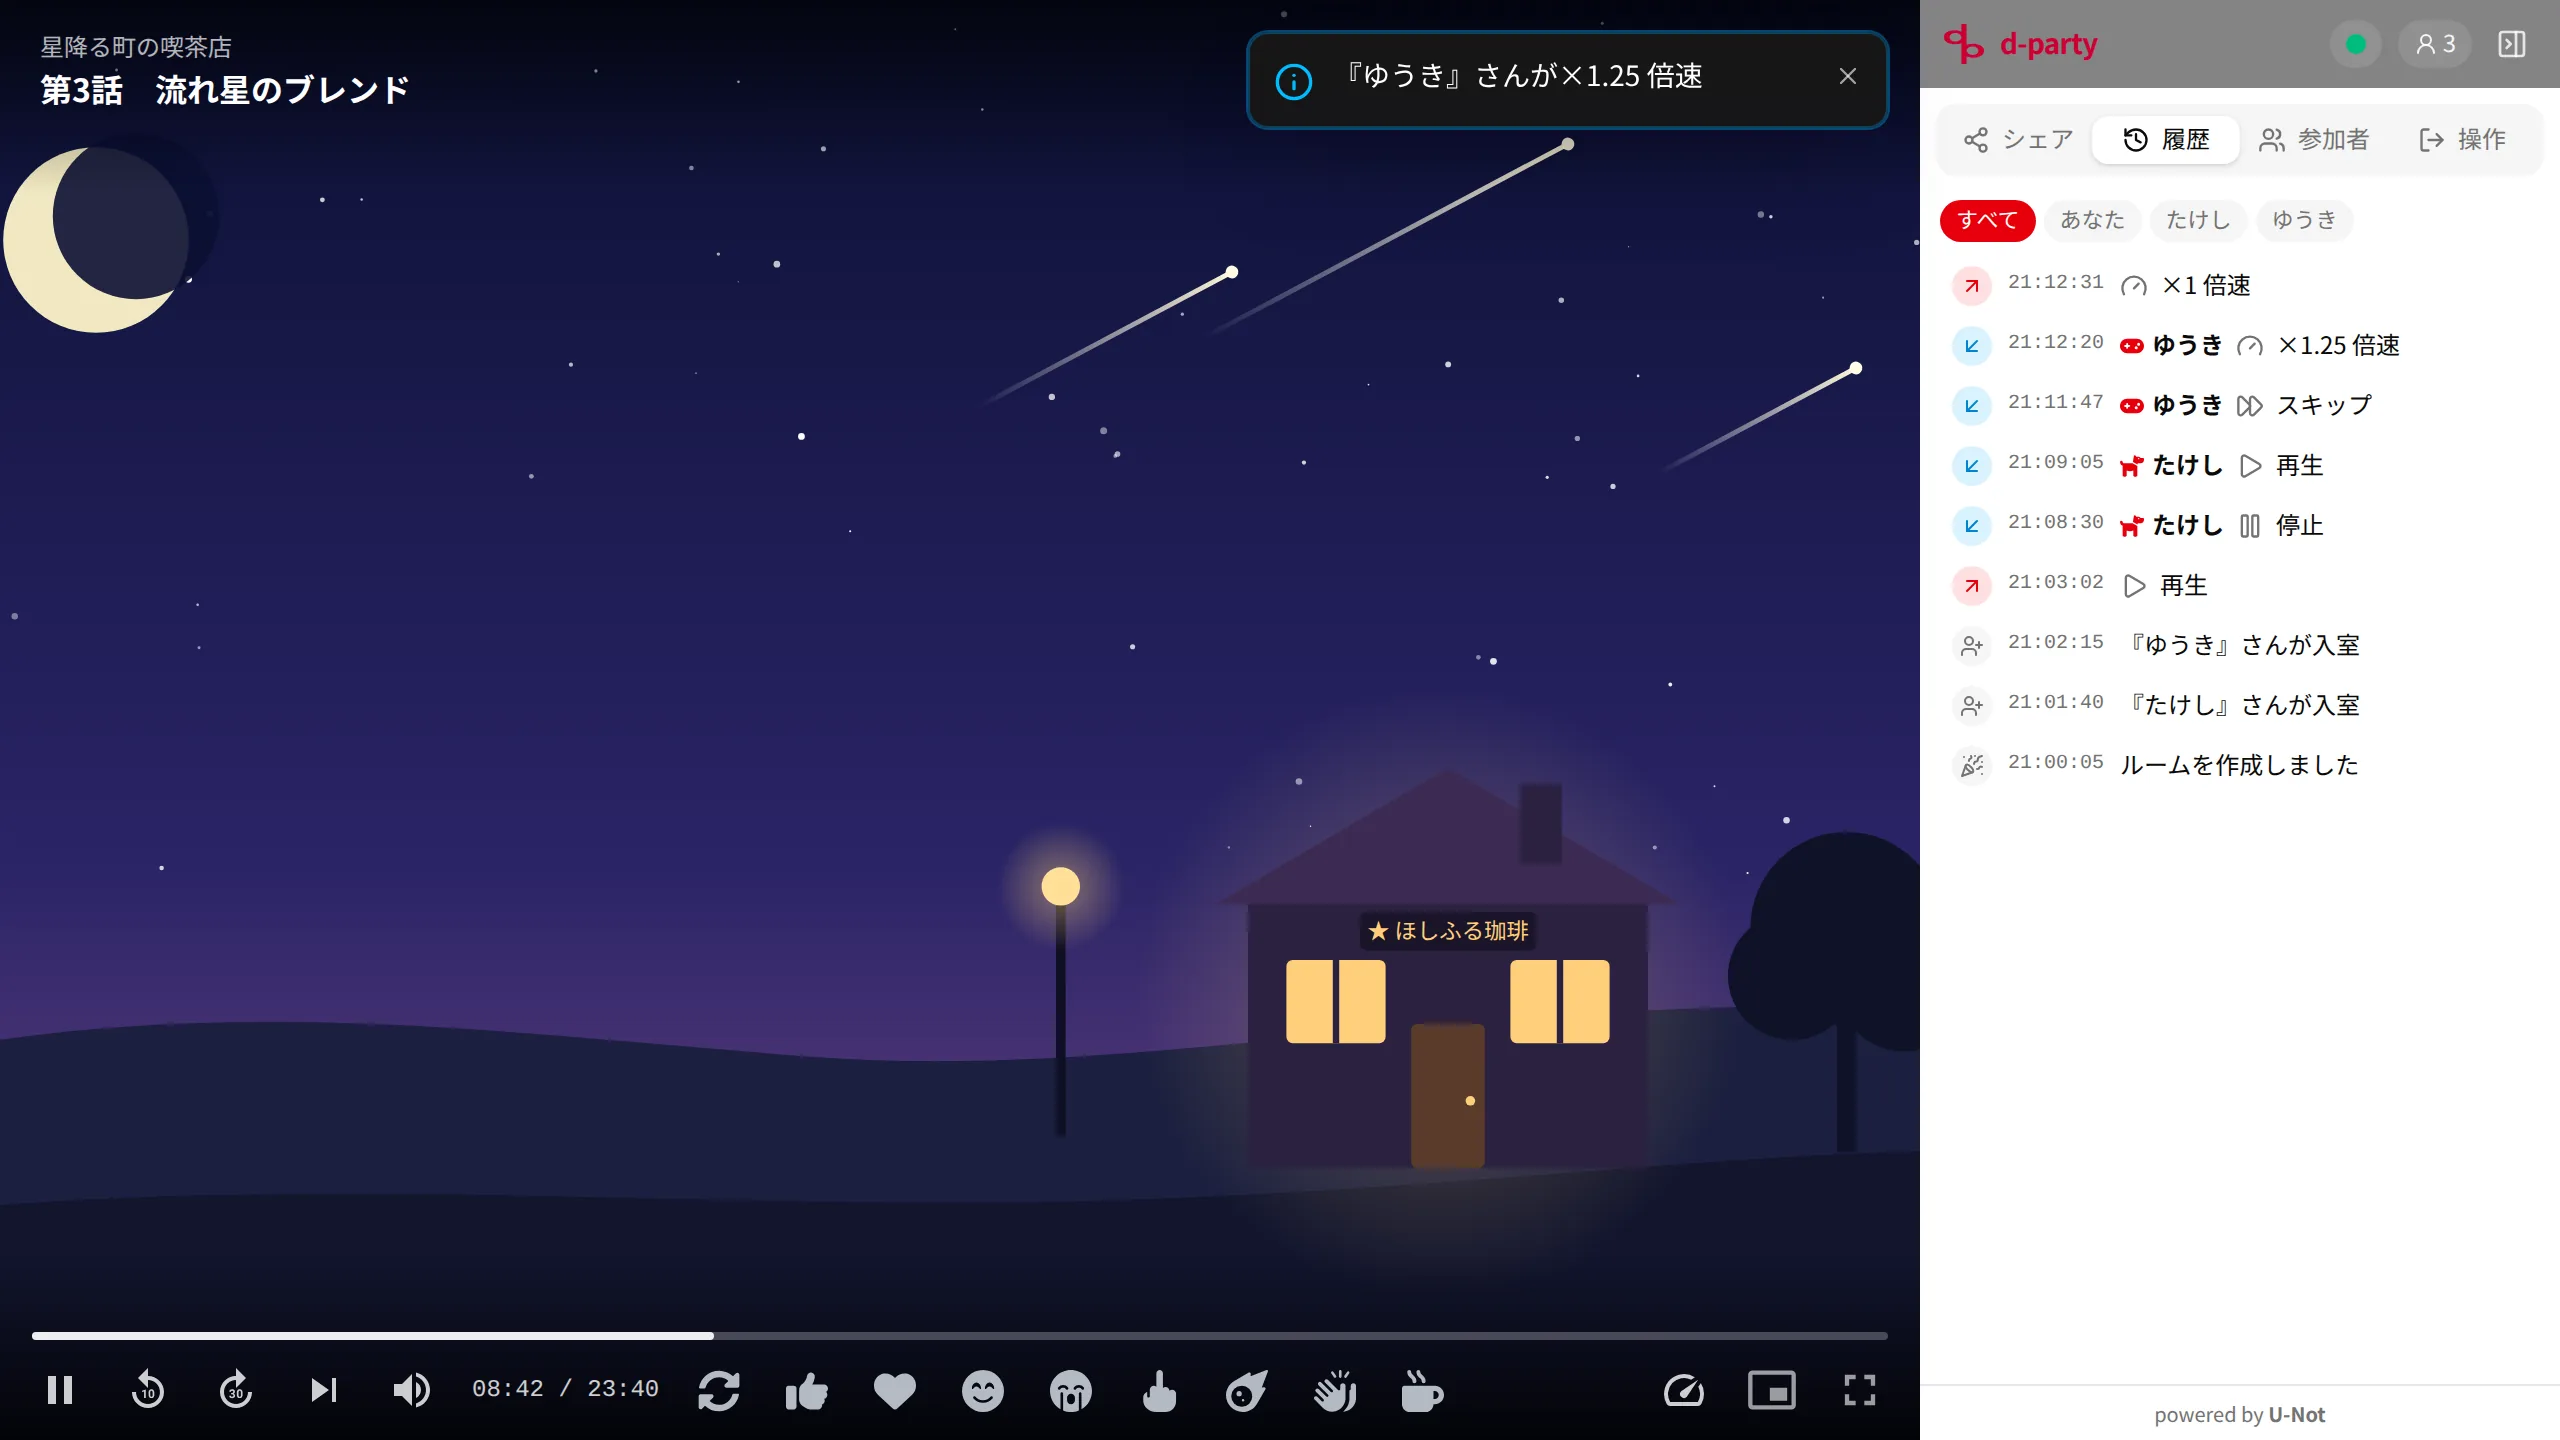 星降る町の喫茶店
第3話　流れ星のブレンド
『ゆうき』さんが×1.25 倍速
★ ほしふる珈琲
10
30
08:42 / 23:40
d-party
3
シェア
履歴
参加者
操作
すべて
あなた
たけし
ゆうき
21:12:31 ×1 倍速
21:12:20 ゆうき ×1.25 倍速
21:11:47 ゆうき スキップ
21:09:05 たけし 再生
21:08:30 たけし 停止
21:03:02 再生
21:02:15 『ゆうき』さんが入室
21:01:40 『たけし』さんが入室
21:00:05 ルームを作成しました
powered by U-Not